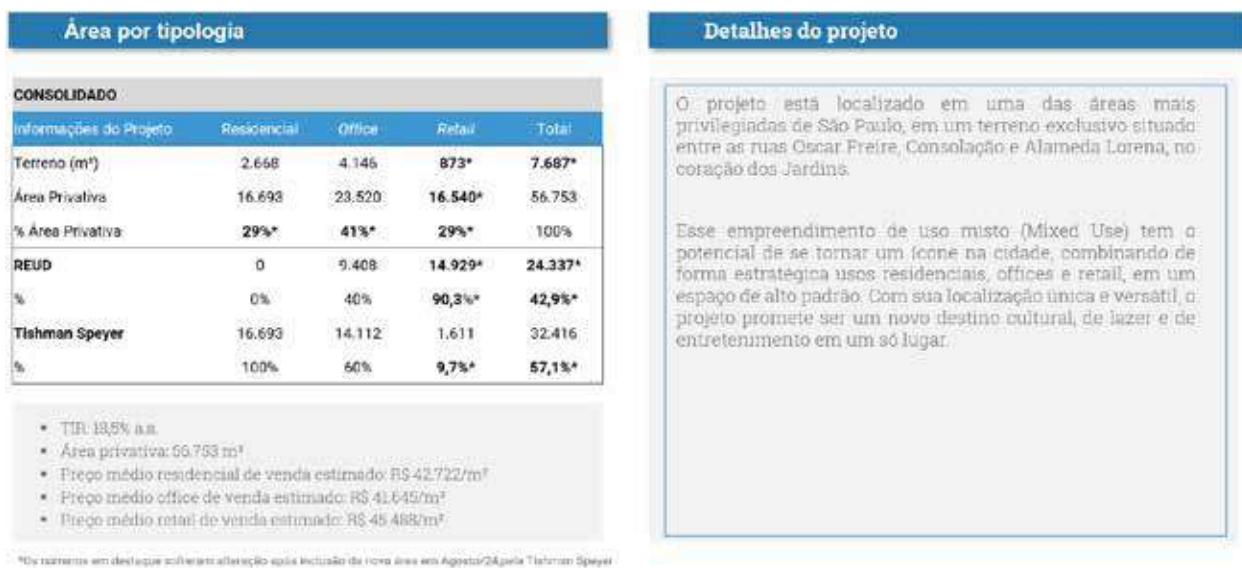 Área por tipologia
CONSOLIDADO
Informações do Projeto Residencial Office Retail Total
Terreno (m²) 2.668 4.146 873* 7.687*
Área Privativa 16.693 23.520 16.540* 56.753
% Área Privativa 29%* 41%* 29%* 100%
REUD 0 9.408 14.929* 24.337*
% 0% 40% 90,3%* 42,9%*
Tishman Speyer 16.693 14.112 1.611 32.416
% 100% 60% 9,7%* 57,1%*
• TIR: 18,5% a.a.
• Área privativa: 56.753 m²
• Preço médio residencial de venda estimado: R$ 42.722/m²
• Preço médio office de venda estimado: R$ 41.645/m²
• Preço médio retail de venda estimado: R$ 45.488/m²
*Os números em destaque sofreram alteração após inclusão da nova área em Agosto/24 pela Tishman Speyer
Detalhes do projeto
O projeto está localizado em uma das áreas mais
privilegiadas de São Paulo, em um terreno exclusivo situado
entre as ruas Oscar Freire, Consolação e Alameda Lorena, no
coração dos Jardins.
Esse empreendimento de uso misto (Mixed Use) tem o
potencial de se tornar um ícone na cidade, combinando de
forma estratégica usos residenciais, offices e retail, em um
espaço de alto padrão. Com sua localização única e versátil, o
projeto promete ser um novo destino cultural, de lazer e de
entretenimento em um só lugar.